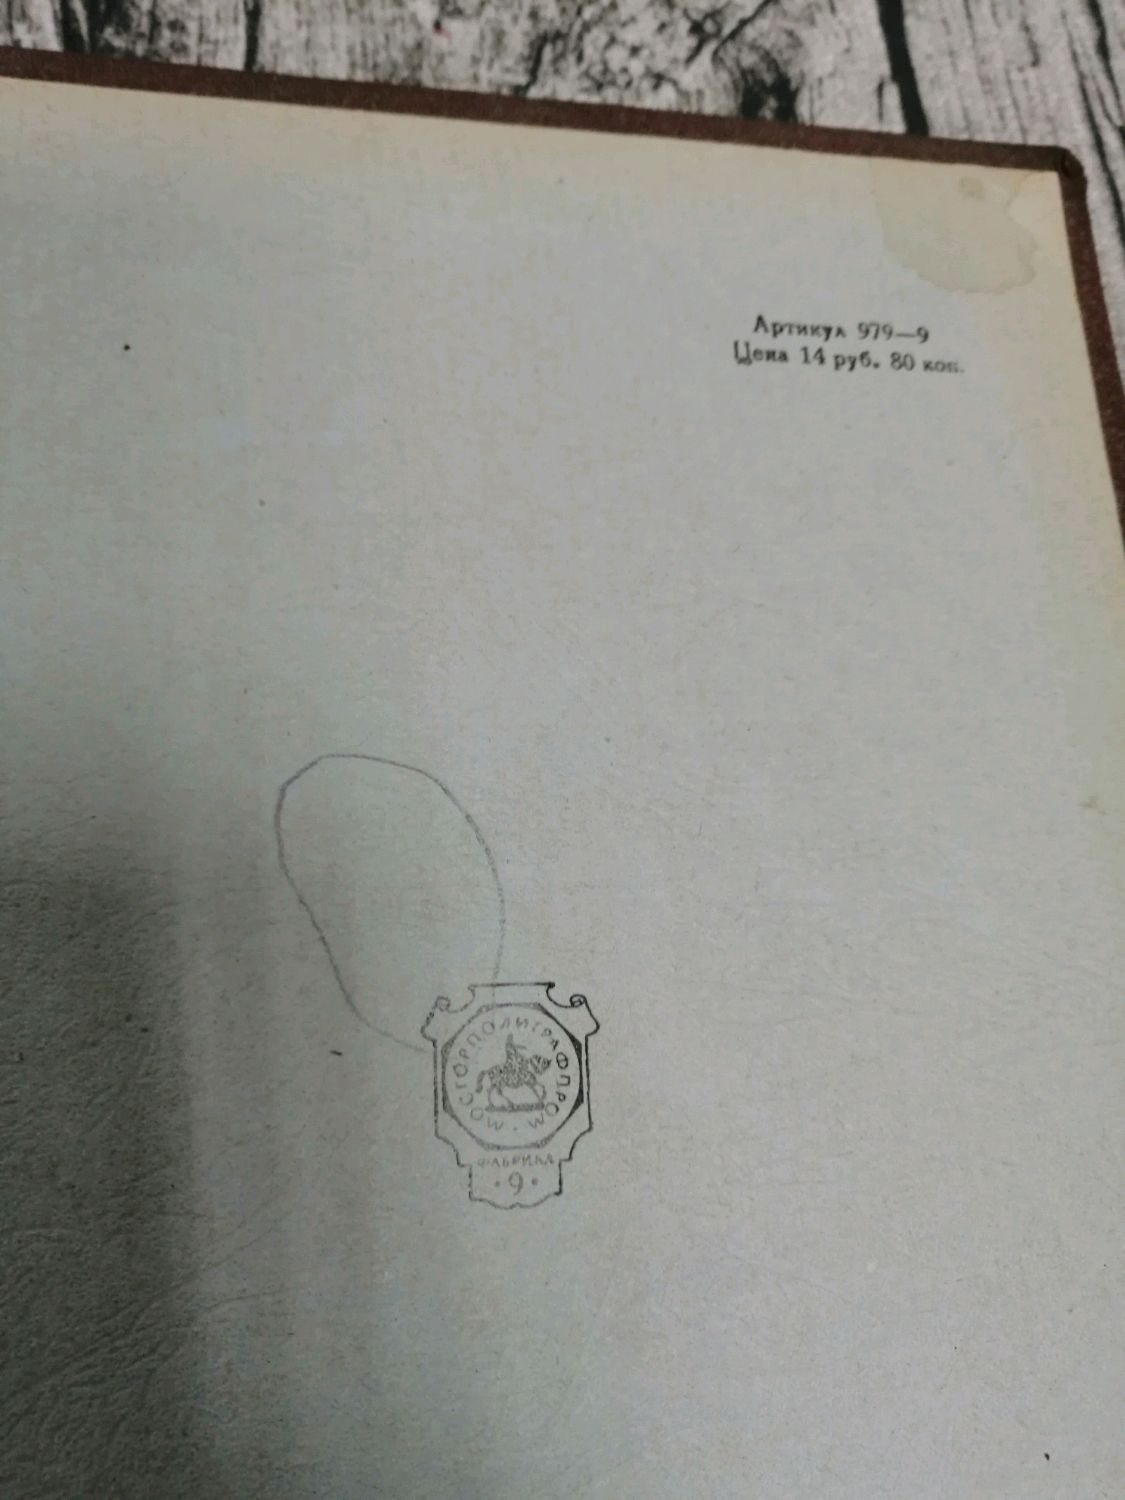 Артикул 979—9
Цена 14 руб. 80 коп.
МОСГОРПОЛИГРАФПРОМ
ФАБРИКА
·9·